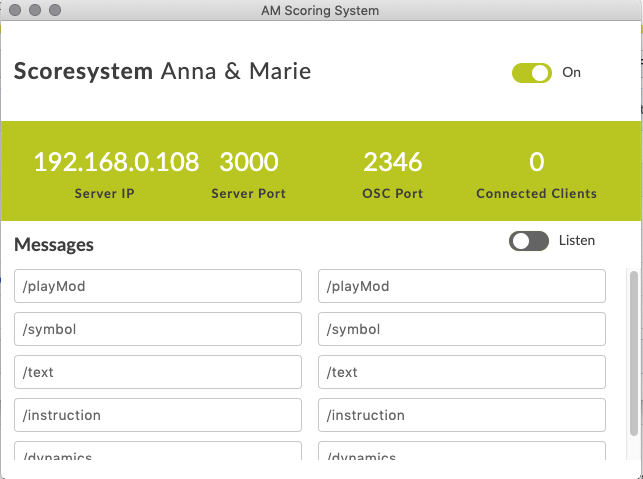 AM Scoring System
Scoresystem Anna & Marie
On
192.168.0.108 3000 2346 0
Server IP Server Port OSC Port Connected Clients
Messages
Listen
/playMod /playMod
/symbol /symbol
/text /text
/instruction /instruction
/dynamics /dynamics